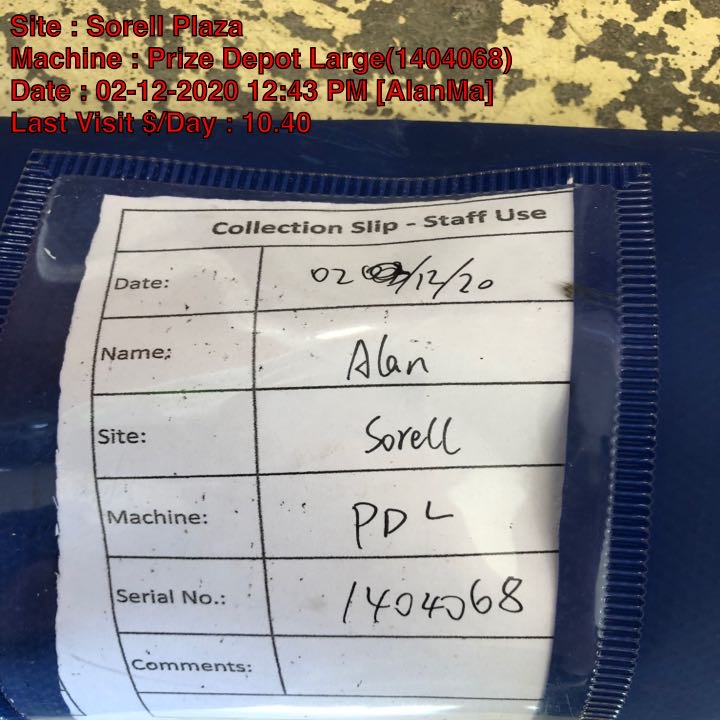 Site : Sorell Plaza
Machine : Prize Depot Large(1404068)
Date : 02-12-2020 12:43 PM [AlanMa]
Last Visit $/Day : 10.40
Collection Slip - Staff Use
Date: 02 /12/20
Name: Alan
Site: Sorell
Machine: PDL
Serial No.: 1404068
Comments: